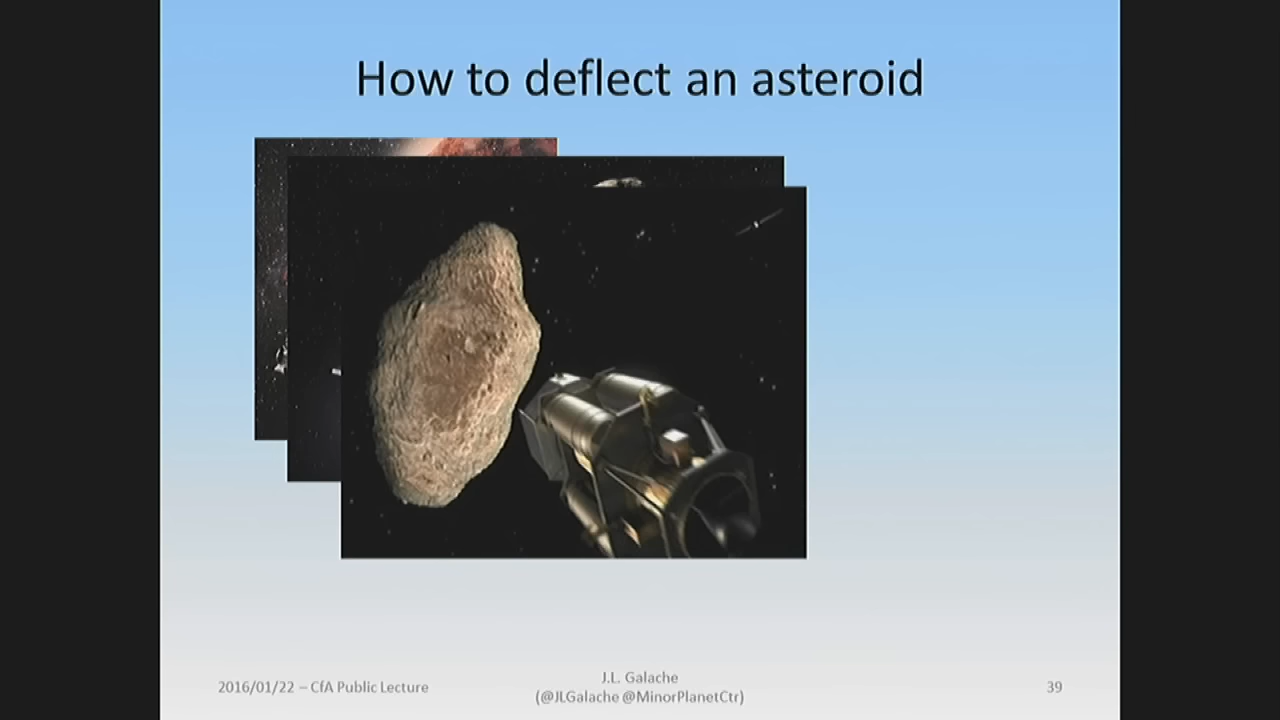 How to deflect an asteroid
2016/01/22 – CfA Public Lecture
J.L. Galache
(@JLGalache @MinorPlanetCtr)
39